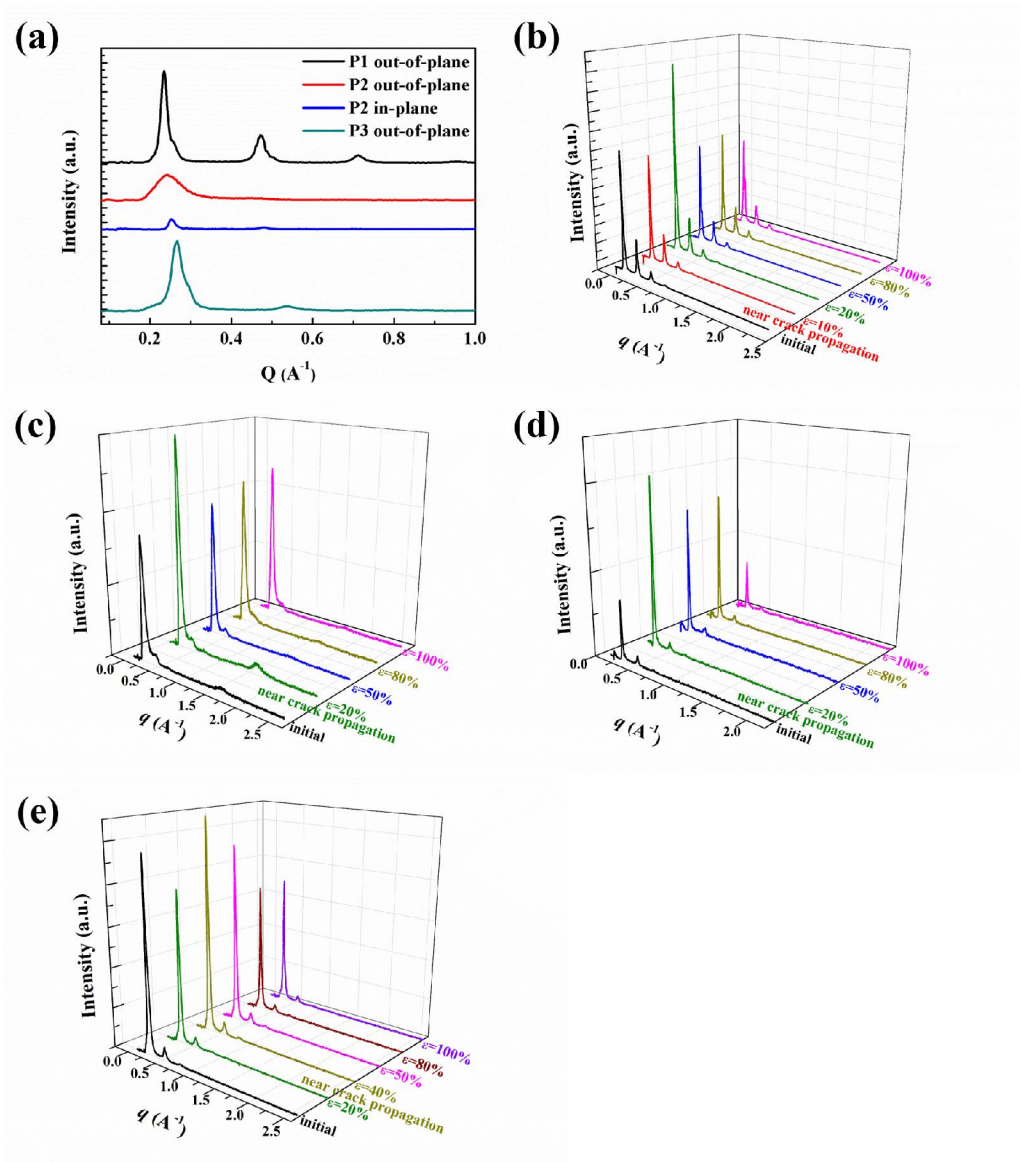 (a)
P1 out-of-plane
P2 out-of-plane
P2 in-plane
P3 out-of-plane
Intensity (a.u.)
0.2 0.4 0.6 0.8 1.0
Q (A⁻¹)
(b)
Intensity (a.u.)
0.0 0.5 1.0 1.5 2.0 2.5
q (A⁻¹)
initial
near crack propagation
ε=10%
ε=20%
ε=50%
ε=80%
ε=100%
(c)
Intensity (a.u.)
0.0 0.5 1.0 1.5 2.0 2.5
q (A⁻¹)
initial
near crack propagation
ε=20%
ε=50%
ε=80%
ε=100%
(d)
Intensity (a.u.)
0.0 0.5 1.0 1.5 2.0
q (A⁻¹)
initial
near crack propagation
ε=20%
ε=50%
ε=80%
ε=100%
(e)
Intensity (a.u.)
0.0 0.5 1.0 1.5 2.0 2.5
q (A⁻¹)
initial
ε=20%
near crack propagation
ε=40%
ε=50%
ε=80%
ε=100%